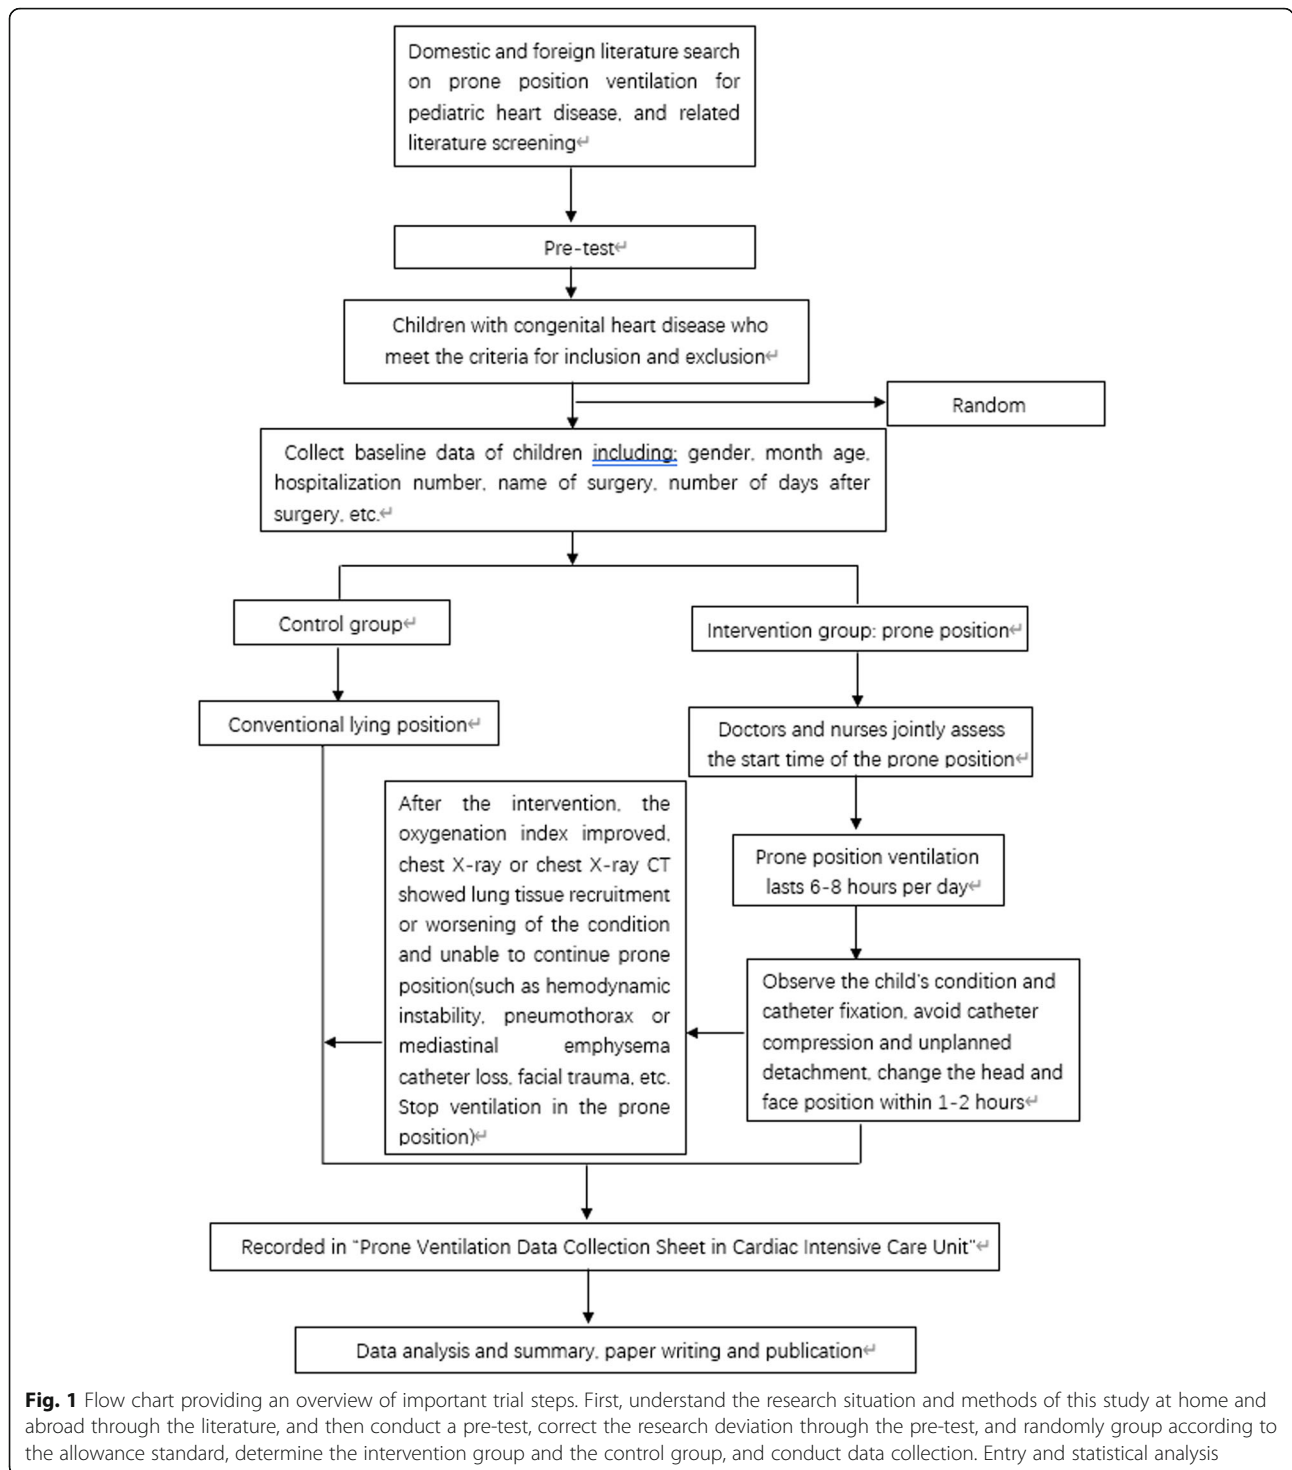 Domestic and foreign literature search
on prone position ventilation for
pediatric heart disease, and related
literature screening↵
Pre-test↵
Children with congenital heart disease who
meet the criteria for inclusion and exclusion↵
Random
Collect baseline data of children including: gender, month age,
hospitalization number, name of surgery, number of days after
surgery, etc.↵
Control group↵
Intervention group: prone position↵
Conventional lying position↵
Doctors and nurses jointly assess
the start time of the prone position↵
Prone position ventilation
lasts 6-8 hours per day↵
Observe the child's condition and
catheter fixation, avoid catheter
compression and unplanned
detachment, change the head and
face position within 1-2 hours↵
After the intervention, the
oxygenation index improved,
chest X-ray or chest X-ray CT
showed lung tissue recruitment
or worsening of the condition
and unable to continue prone
position(such as hemodynamic
instability, pneumothorax or
mediastinal emphysema
catheter loss, facial trauma, etc.
Stop ventilation in the prone
position)↵
Recorded in "Prone Ventilation Data Collection Sheet in Cardiac Intensive Care Unit"↵
Data analysis and summary, paper writing and publication↵
Fig. 1 Flow chart providing an overview of important trial steps. First, understand the research situation and methods of this study at home and
abroad through the literature, and then conduct a pre-test, correct the research deviation through the pre-test, and randomly group according to
the allowance standard, determine the intervention group and the control group, and conduct data collection. Entry and statistical analysis